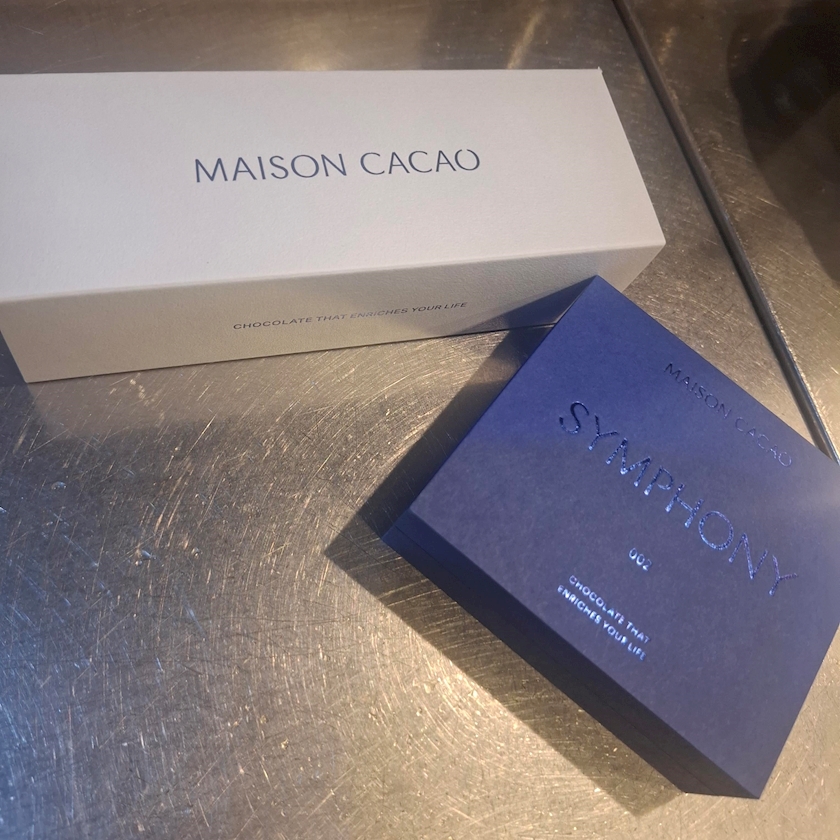 MAISON CACAO
CHOCOLATE THAT ENRICHES YOUR LIFE
MAISON CACAO
SYMPHONY
002
CHOCOLATE THAT
ENRICHES YOUR LIFE